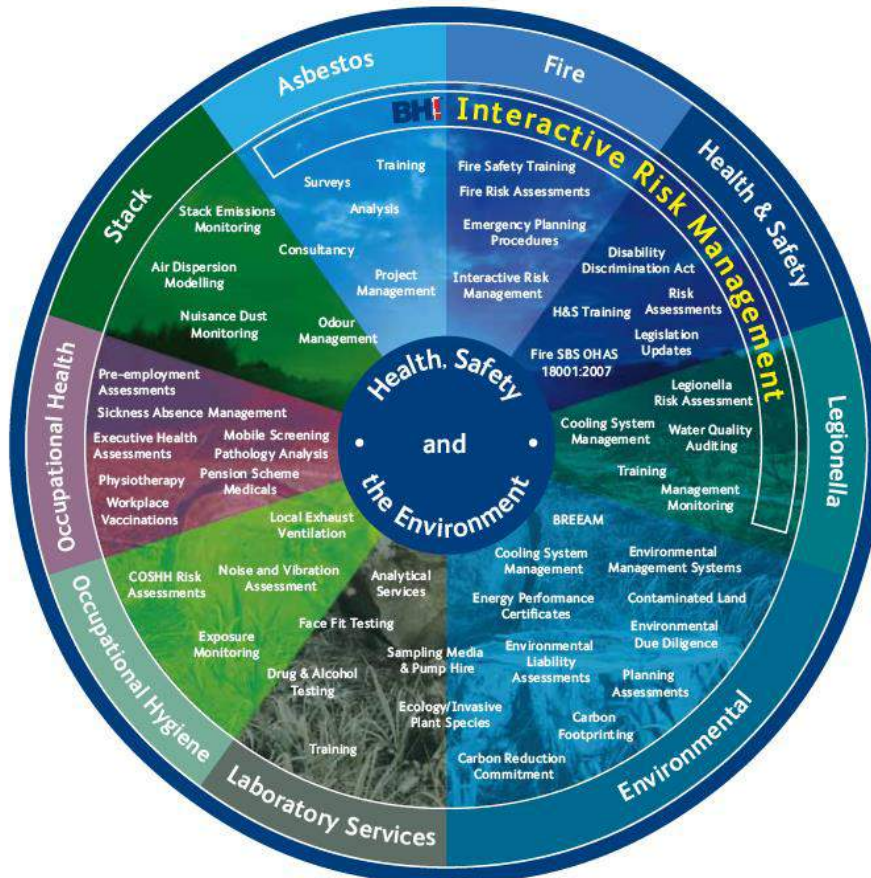 Asbestos
Fire
Health & Safety
Legionella
Environmental
Laboratory Services
Occupational Hygiene
Occupational Health
Stack
BH! Interactive Risk Management
Health, Safety
and
the Environment
Training
Surveys
Analysis
Consultancy
Project
Management
Fire Safety Training
Fire Risk Assessments
Emergency Planning
Procedures
Interactive Risk
Management
Disability
Discrimination Act
Risk
Assessments
H&S Training
Legislation
Updates
Fire SBS OHAS
18001:2007
Legionella
Risk Assessment
Cooling System
Management
Water Quality
Auditing
Training
Management
Monitoring
BREEAM
Cooling System
Management
Environmental
Management Systems
Energy Performance
Certificates
Contaminated Land
Environmental
Due Diligence
Environmental
Liability
Assessments
Planning
Assessments
Carbon
Footprinting
Carbon Reduction
Commitment
Analytical
Services
Face Fit Testing
Sampling Media
& Pump Hire
Drug & Alcohol
Testing
Ecology/Invasive
Plant Species
Training
Local Exhaust
Ventilation
COSHH Risk
Assessments
Noise and Vibration
Assessment
Exposure
Monitoring
Pre-employment
Assessments
Sickness Absence Management
Executive Health
Assessments
Mobile Screening
Pathology Analysis
Physiotherapy
Pension Scheme
Medicals
Workplace
Vaccinations
Stack Emissions
Monitoring
Air Dispersion
Modelling
Nuisance Dust
Monitoring
Odour
Management